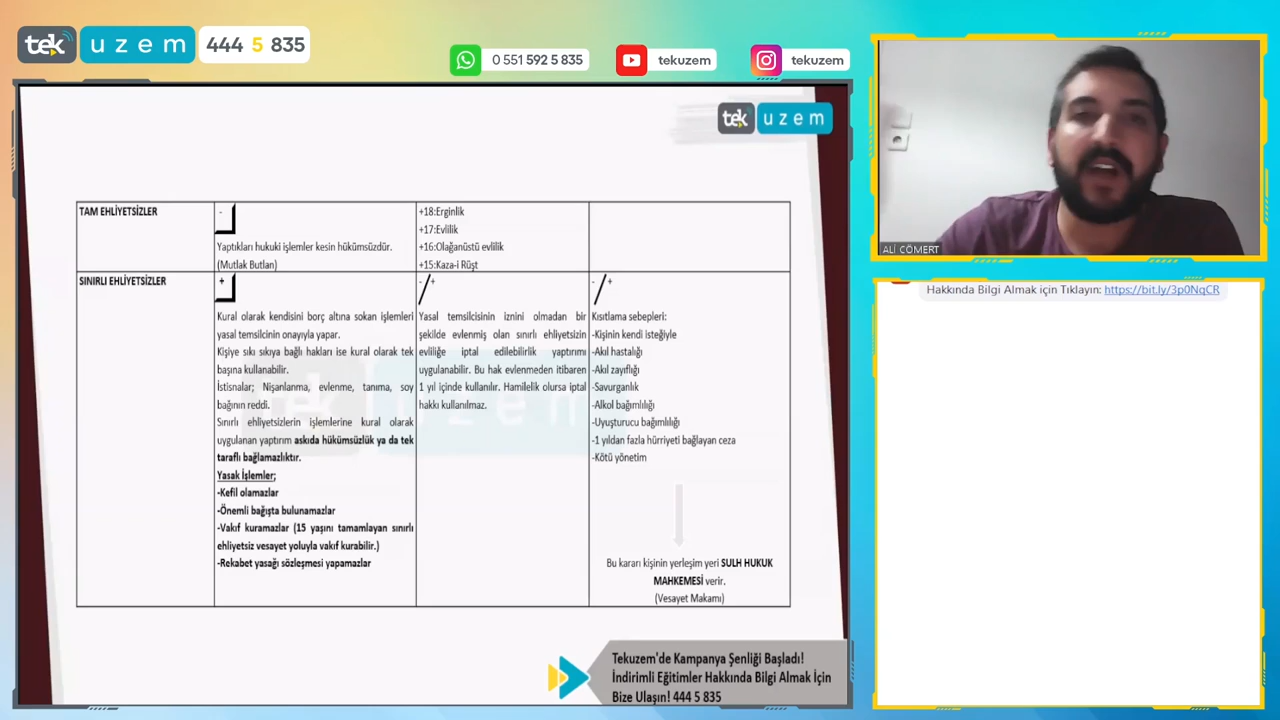 tek uzem 444 5 835
0 551 592 5 835
tekuzem
tekuzem
tek uzem
TAM EHLİYETSİZLER
-
Yaptıkları hukuki işlemler kesin hükümsüzdür.
(Mutlak Butlan)
+18:Erginlik
+17:Evlilik
+16:Olağanüstü evlilik
+15:Kaza-i Rüşt
SINIRLI EHLİYETSİZLER
+
Kural olarak kendisini borç altına sokan işlemleri
yasal temsilcinin onayıyla yapar.
Kişiye sıkı sıkıya bağlı hakları ise kural olarak tek
başına kullanabilir.
İstisnalar; Nişanlanma, evlenme, tanıma, soy
bağının reddi.
Sınırlı ehliyetsizlerin işlemlerine kural olarak
uygulanan yaptırım askıda hükümsüzlük ya da tek
taraflı bağlamazlıktır.
Yasak İşlemler;
-Kefil olamazlar
-Önemli bağışta bulunamazlar
-Vakıf kuramazlar (15 yaşını tamamlayan sınırlı
ehliyetsiz vesayet yoluyla vakıf kurabilir.)
-Rekabet yasağı sözleşmesi yapamazlar
-/+
Yasal temsilcisinin iznini olmadan bir
şekilde evlenmiş olan sınırlı ehliyetsizin
evliliğe iptal edilebilirlik yaptırımı
uygulanabilir. Bu hak evlenmeden itibaren
1 yıl içinde kullanılır. Hamilelik olursa iptal
hakkı kullanılmaz.
-/+
Kısıtlama sebepleri:
-Kişinin kendi isteğiyle
-Akıl hastalığı
-Akıl zayıflığı
-Savurganlık
-Alkol bağımlılığı
-Uyuşturucu bağımlılığı
-1 yıldan fazla hürriyeti bağlayan ceza
-Kötü yönetim
Bu kararı kişinin yerleşim yeri SULH HUKUK
MAHKEMESİ verir.
(Vesayet Makamı)
tek uzem
Tekuzem'de Kampanya Şenliği Başladı!
İndirimli Eğitimler Hakkında Bilgi Almak İçin
Bize Ulaşın! 444 5 835
ALİ CÖMERT
Hakkında Bilgi Almak için Tıklayın: https://bit.ly/3p0NqCR